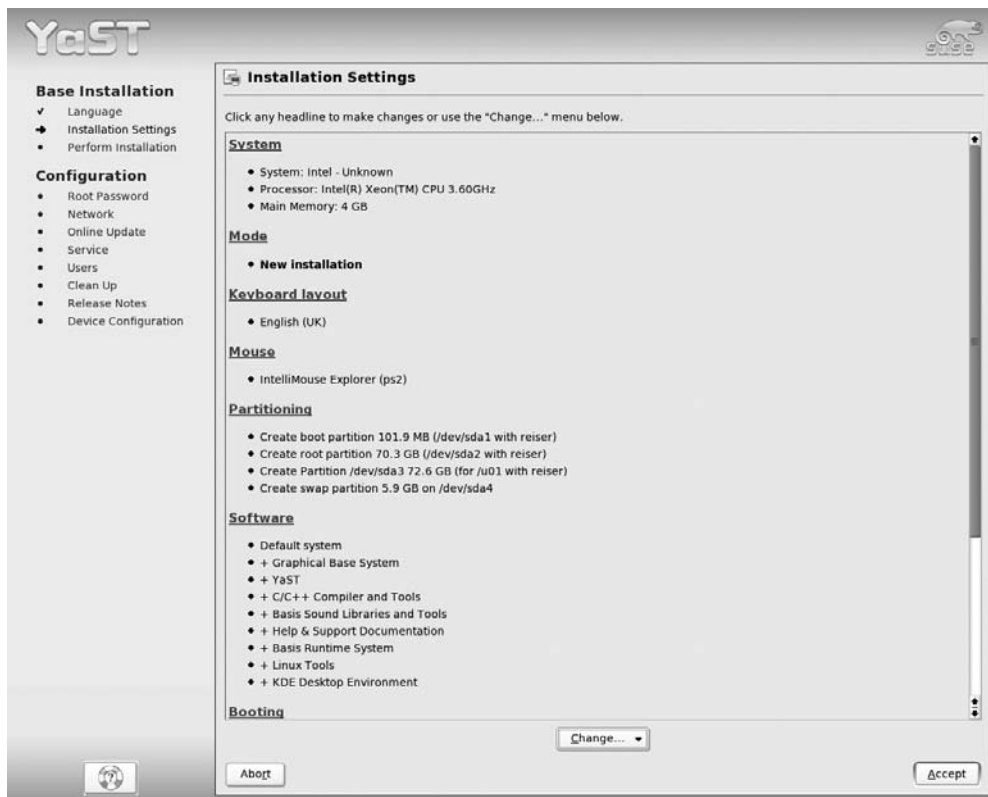 YaST
SUSE
Base Installation
✔ Language
➔ Installation Settings
• Perform Installation
Configuration
• Root Password
• Network
• Online Update
• Service
• Users
• Clean Up
• Release Notes
• Device Configuration
Installation Settings
Click any headline to make changes or use the "Change..." menu below.
System
• System: Intel - Unknown
• Processor: Intel(R) Xeon(TM) CPU 3.60GHz
• Main Memory: 4 GB
Mode
• New installation
Keyboard layout
• English (UK)
Mouse
• IntelliMouse Explorer (ps2)
Partitioning
• Create boot partition 101.9 MB (/dev/sda1 with reiser)
• Create root partition 70.3 GB (/dev/sda2 with reiser)
• Create Partition /dev/sda3 72.6 GB (for /u01 with reiser)
• Create swap partition 5.9 GB on /dev/sda4
Software
• Default system
• + Graphical Base System
• + YaST
• + C/C++ Compiler and Tools
• + Basis Sound Libraries and Tools
• + Help & Support Documentation
• + Basis Runtime System
• + Linux Tools
• + KDE Desktop Environment
Booting
Change...
Abort
Accept